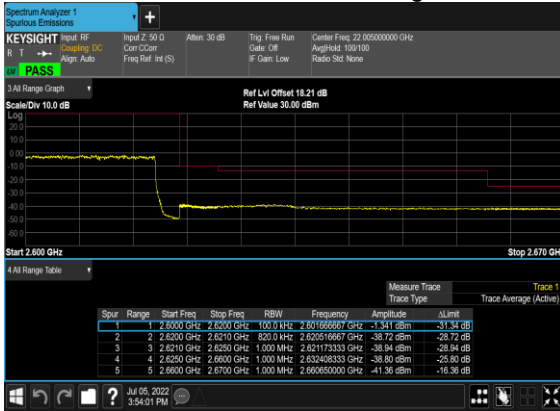 Spectrum Analyzer 1
Spurious Emissions
+
KEYSIGHT Input: RF Input Z: 50 Ω Atten: 30 dB Trig: Free Run Center Freq: 22.005000000 GHz
R T Coupling: DC Corr CCorr Gate: Off Avg|Hold: 100/100
Align: Auto Freq Ref: Int (S) IF Gain: Low Radio Std: None
PASS
3 All Range Graph
Ref Lvl Offset 18.21 dB
Scale/Div 10.0 dB Ref Value 30.00 dBm
Log
20.0
10.0
0.00
-10.0
-20.0
-30.0
-40.0
-50.0
-60.0
Start 2.600 GHz Stop 2.670 GH
4 All Range Table
Measure Trace Trace 1
Trace Type Trace Average (Active)
Spur Range Start Freq Stop Freq RBW Frequency Amplitude ΔLimit
1 1 2.6000 GHz 2.6200 GHz 100.0 kHz 2.601666667 GHz -1.341 dBm -31.34 dB
2 2 2.6200 GHz 2.6210 GHz 820.0 kHz 2.620516667 GHz -38.72 dBm -28.72 dB
3 3 2.6210 GHz 2.6250 GHz 1.000 MHz 2.621173333 GHz -38.94 dBm -28.94 dB
4 4 2.6250 GHz 2.6600 GHz 1.000 MHz 2.632408333 GHz -38.80 dBm -25.80 dB
5 5 2.6600 GHz 2.6700 GHz 1.000 MHz 2.660650000 GHz -41.36 dBm -16.36 dB
? Jul 05, 2022
3:54:01 PM